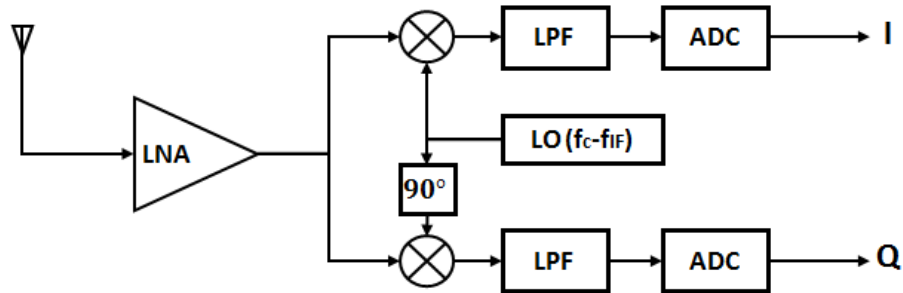 LPF
ADC
I
LNA
LO (fc-fIF)
90°
LPF
ADC
Q